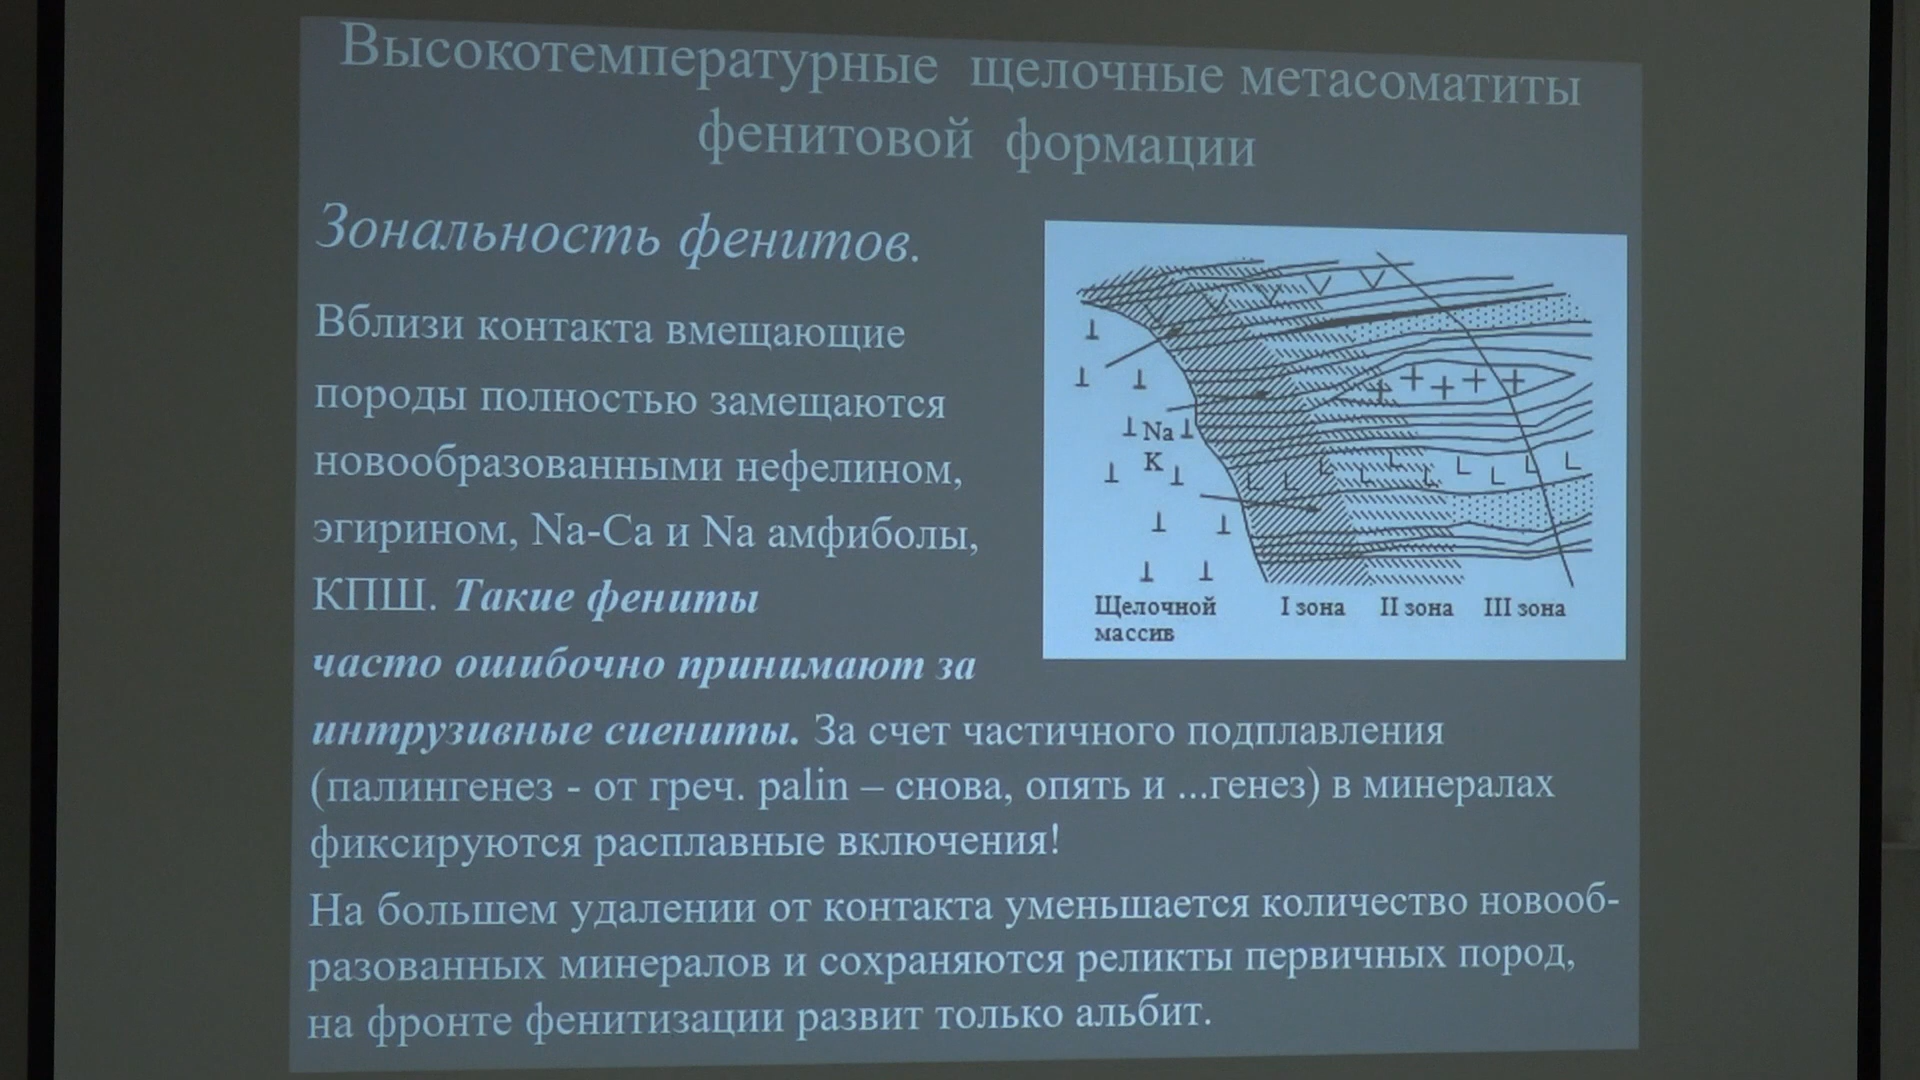 Высокотемпературные щелочные метасоматиты
фенитовой формации
Зональность фенитов.
Вблизи контакта вмещающие
породы полностью замещаются
новообразованными нефелином,
эгирином, Na-Ca и Na амфиболы,
КПШ. Такие фениты
часто ошибочно принимают за
интрузивные сиениты. За счет частичного подплавления
(палингенез - от греч. palin – снова, опять и ...генез) в минералах
фиксируются расплавные включения!
На большем удалении от контакта уменьшается количество новооб-
разованных минералов и сохраняются реликты первичных пород,
на фронте фенитизации развит только альбит.
Na
K
Щелочной
массив
I зона
II зона
III зона